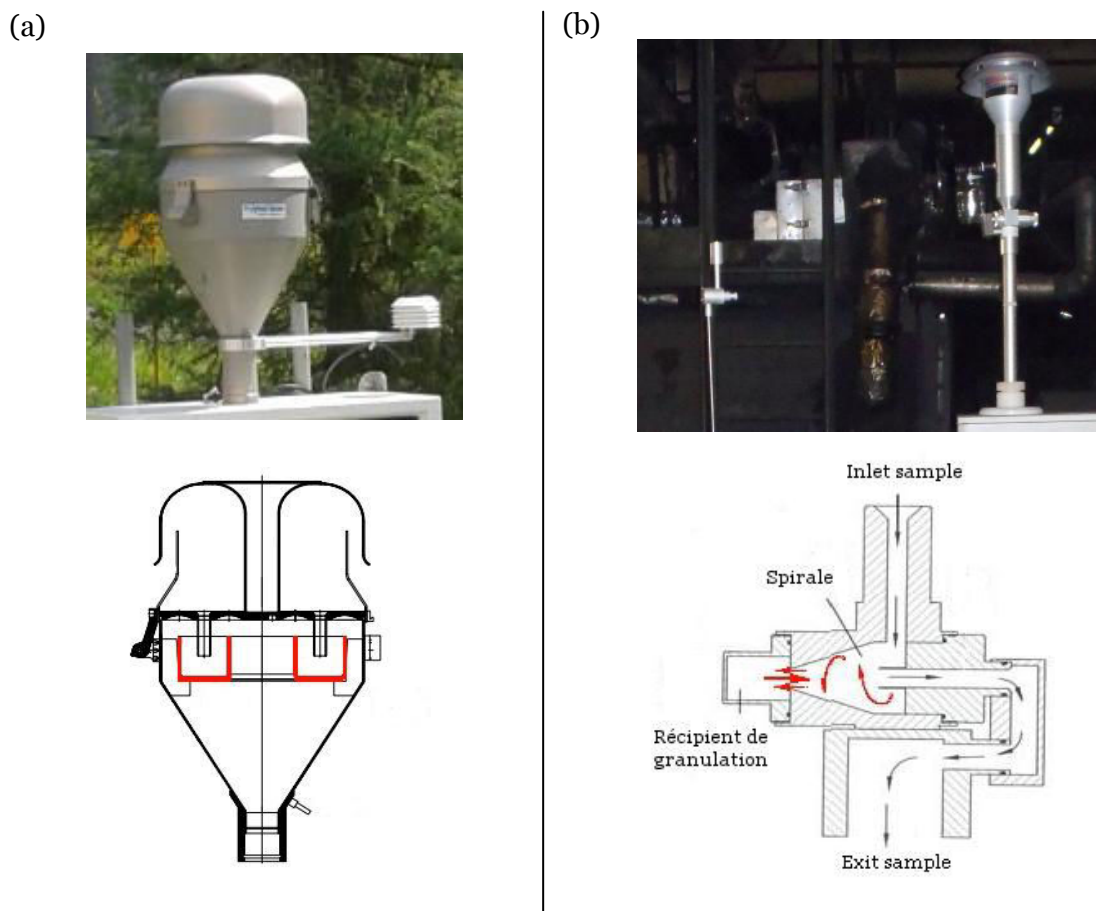 (a)
(b)
Inlet sample
Spirale
Récipient de
granulation
Exit sample